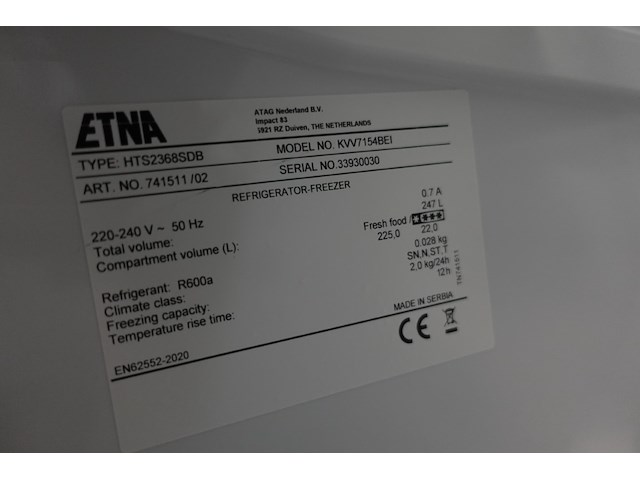 ETNA
ATAG Nederland B.V.
Impact 83
6921 RZ Duiven, THE NETHERLANDS
TYPE: HTS2368SDB MODEL NO. KVV7154BEI
ART. NO. 741511 /02 SERIAL NO.33930030
REFRIGERATOR-FREEZER
220-240 V ~ 50 Hz 0.7 A
Total volume: 247 L
Compartment volume (L): Fresh food / ****
225,0 22,0
Refrigerant: R600a 0.028 kg
Climate class: SN,N,ST,T
Freezing capacity: 2,0 kg/24h
Temperature rise time: 12h
TN741511
MADE IN SERBIA
CE
EN62552-2020